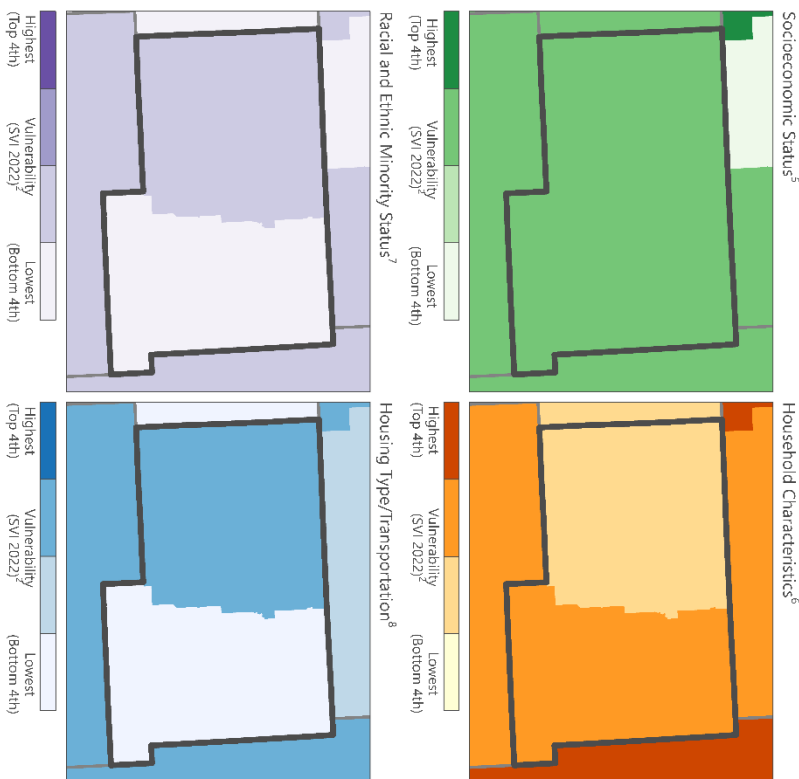 Socioeconomic Status⁵
Highest
(Top 4th)
Vulnerability
(SVI 2022)²
Lowest
(Bottom 4th)
Household Characteristics⁶
Highest
(Top 4th)
Vulnerability
(SVI 2022)²
Lowest
(Bottom 4th)
Racial and Ethnic Minority Status⁷
Highest
(Top 4th)
Vulnerability
(SVI 2022)²
Lowest
(Bottom 4th)
Housing Type/Transportation⁸
Highest
(Top 4th)
Vulnerability
(SVI 2022)²
Lowest
(Bottom 4th)